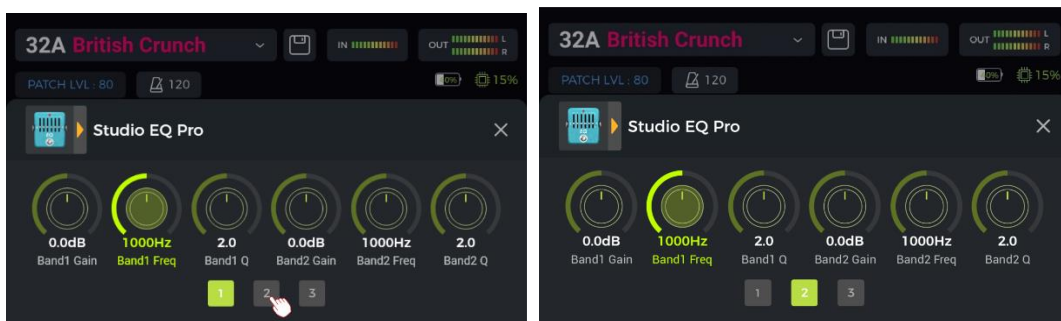 32A British Crunch
IN
OUT
L
R
PATCH LVL : 80
120
15%
Studio EQ Pro
0.0dB
1000Hz
2.0
0.0dB
1000Hz
2.0
Band1 Gain
Band1 Freq
Band1 Q
Band2 Gain
Band2 Freq
Band2 Q
1
2
3
32A British Crunch
IN
OUT
L
R
PATCH LVL : 80
120
15%
Studio EQ Pro
0.0dB
1000Hz
2.0
0.0dB
1000Hz
2.0
Band1 Gain
Band1 Freq
Band1 Q
Band2 Gain
Band2 Freq
Band2 Q
1
2
3